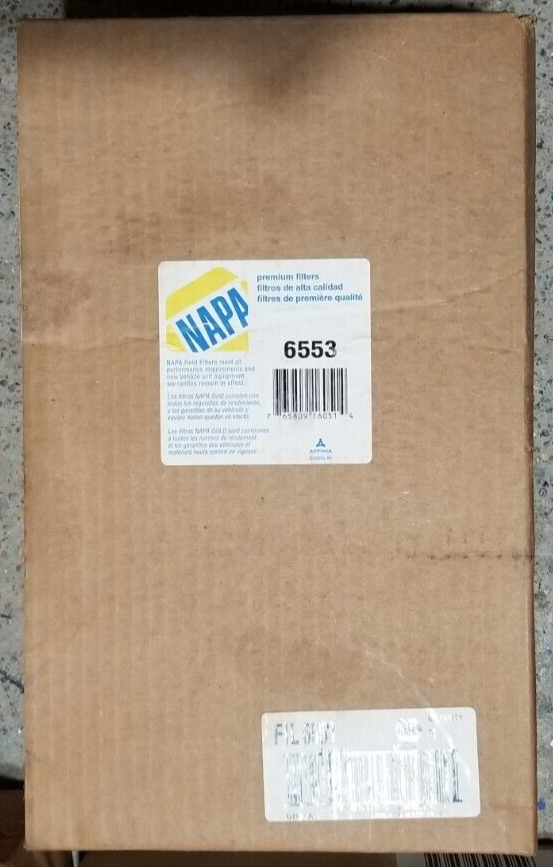 premium filters
filtros de alta calidad
filtres de première qualité
NAPA
6553
NAPA Gold Filters meet all
performance requirements and
new vehicle and equipment
warranties remain in effect.
Los filtros NAPA Gold cumplen con
todos los requisitos de rendimiento,
y las garantías de su vehículo y
equipo nuevos quedan en efecto.
Les filtres NAPA GOLD sont conformes
à toutes les normes de rendement
et les garanties des véhicules et
matériels neufs restent en vigueur.
7 65809 16051 4
AFFINIA
FIL